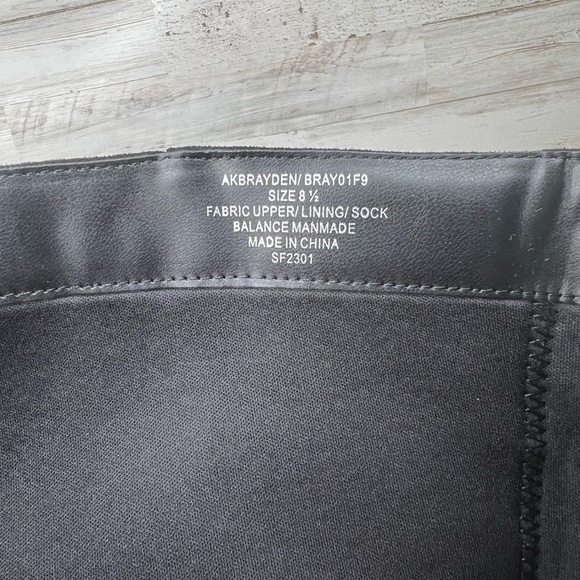 AKBRAYDEN/ BRAY01F9
SIZE 8 ½
FABRIC UPPER/ LINING/ SOCK
BALANCE MANMADE
MADE IN CHINA
SF2301